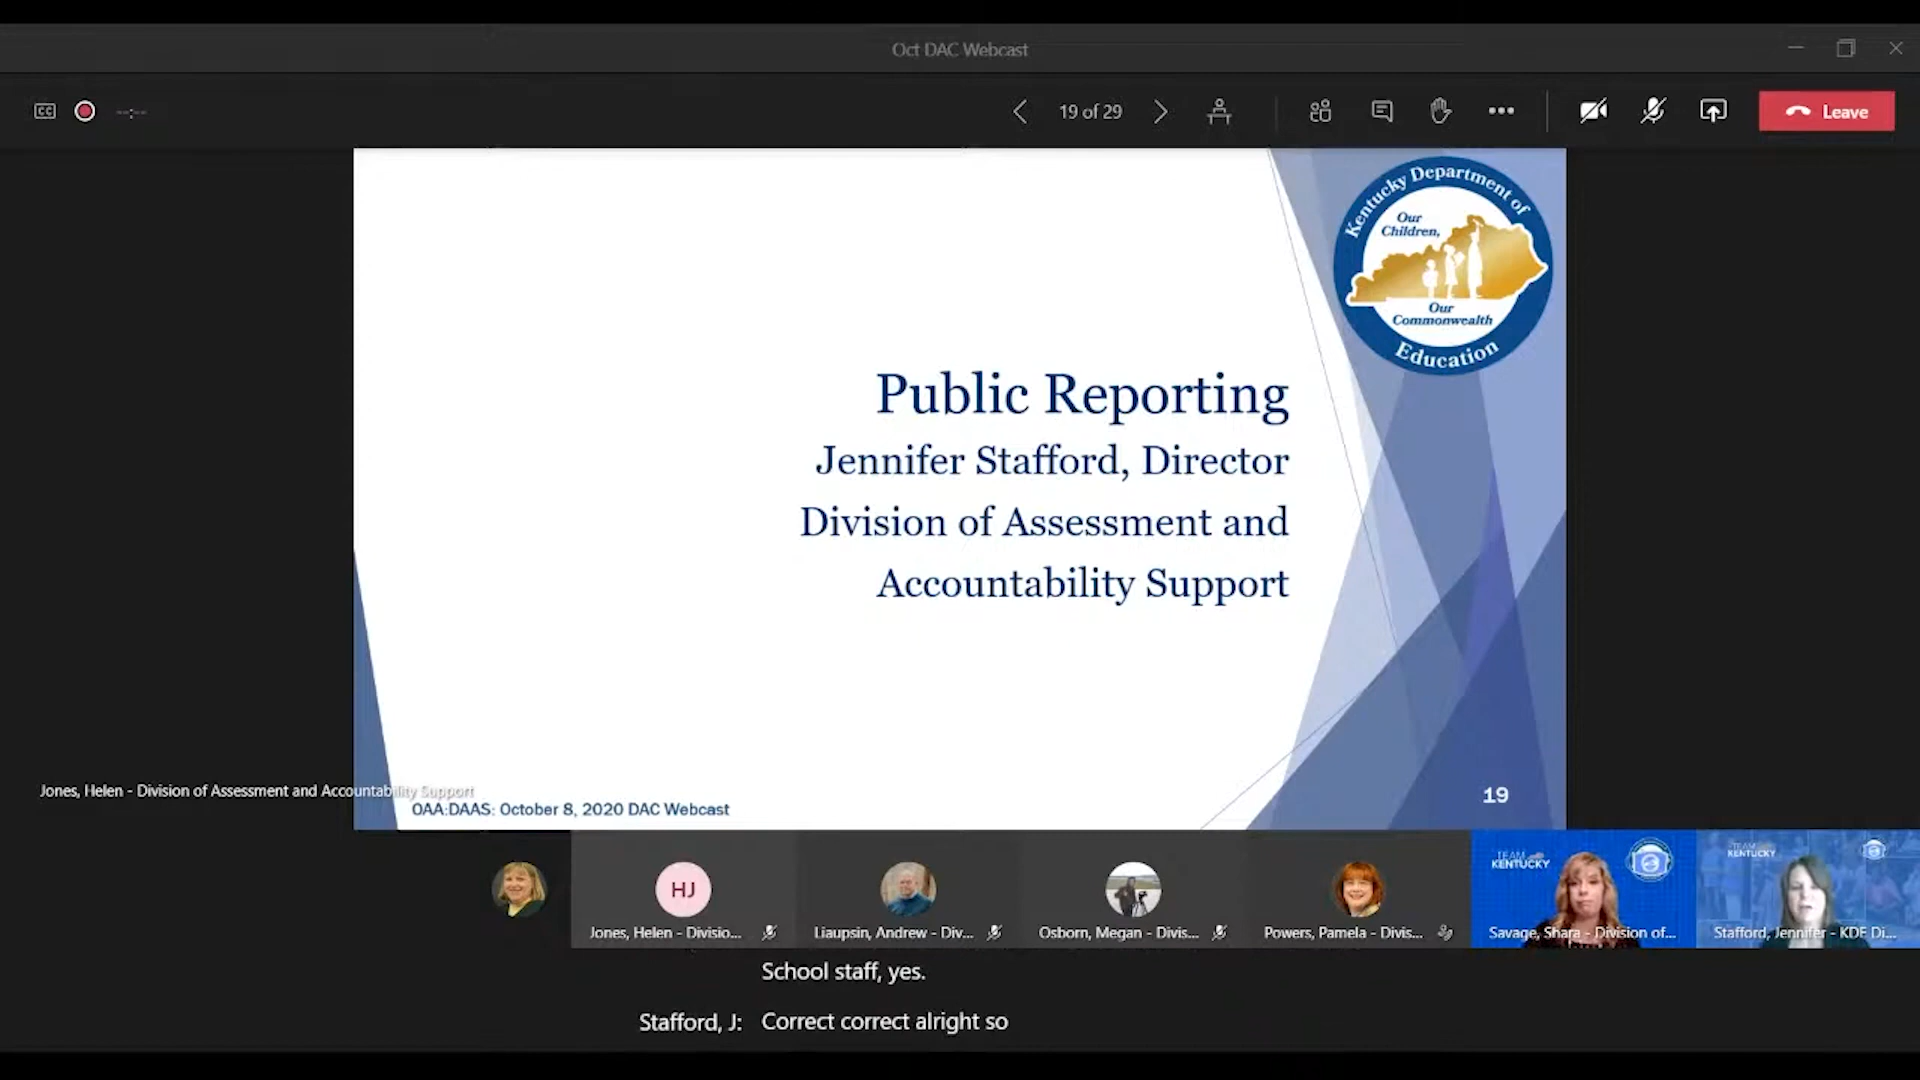 Oct DAC Webcast
CC
--:--
19 of 29
Leave
Kentucky Department of
Our
Children,
Our
Commonwealth
Education
Public Reporting
Jennifer Stafford, Director
Division of Assessment and
Accountability Support
Jones, Helen - Division of Assessment and Accountability Support
OAA:DAAS: October 8, 2020 DAC Webcast
19
HJ
TEAM
KENTUCKY
TEAM
KENTUCKY
Jones, Helen - Divisio...
Liaupsin, Andrew - Div...
Osborn, Megan - Divis...
Powers, Pamela - Divis...
Savage, Shara - Division of...
Stafford, Jennifer - KDE Di...
School staff, yes.
Stafford, J: Correct correct alright so